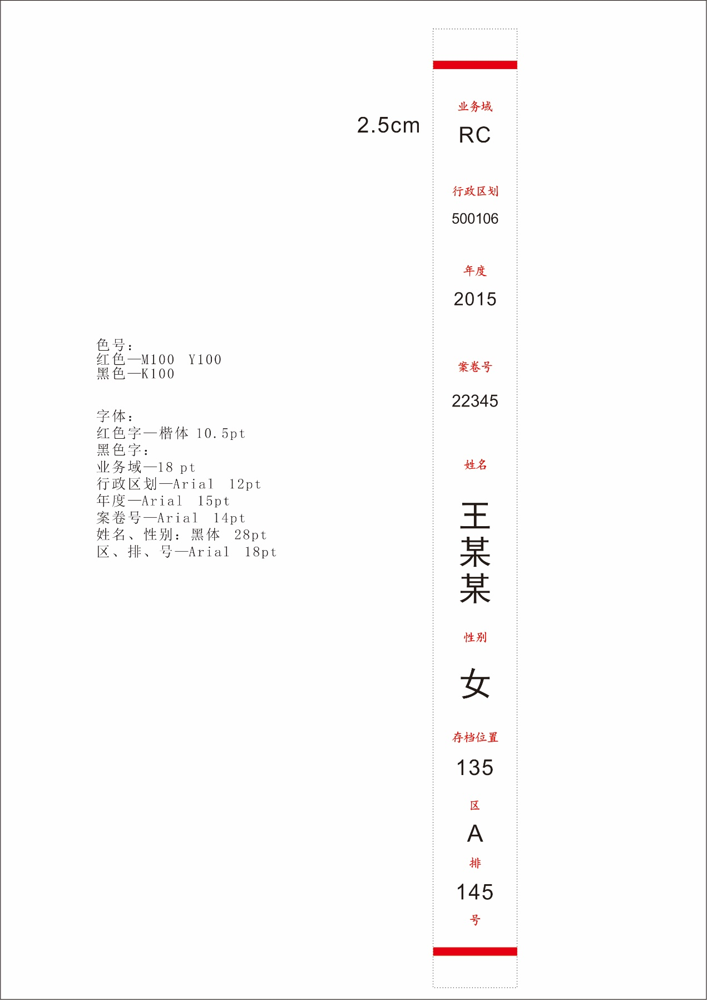 2.5cm
业务域
RC
行政区划
500106
年度
2015
案卷号
22345
姓名
王
某
某
性别
女
存档位置
135
区
A
排
145
号
色号：
红色—M100 Y100
黑色—K100
字体：
红色字—楷体 10.5pt
黑色字：
业务域—18 pt
行政区划—Arial 12pt
年度—Arial 15pt
案卷号—Arial 14pt
姓名、性别：黑体 28pt
区、排、号—Arial 18pt